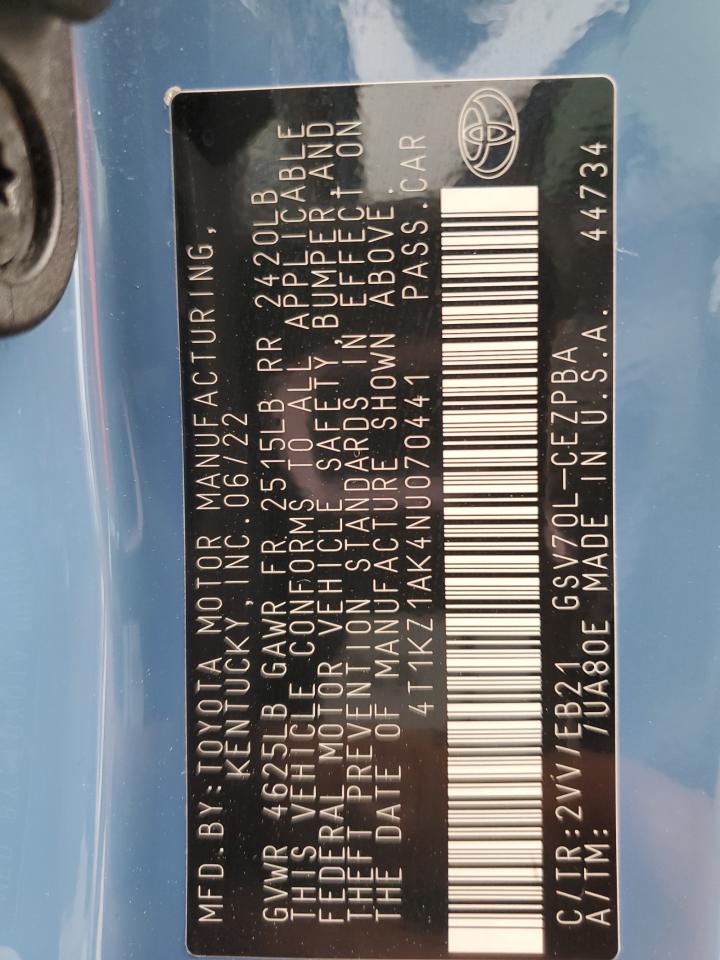 MFD.BY:TOYOTA MOTOR MANUFACTURING,
KENTUCKY, INC.06/22
GVWR 4625LB GAWR FR 2515LB RR 2420LB
THIS VEHICLE CONFORMS TO ALL APPLICABLE
FEDERAL MOTOR VEHICLE SAFETY, BUMPER, AND
THEFT PREVENTION STANDARDS IN EFFECT ON
THE DATE OF MANUFACTURE SHOWN ABOVE.
4T1KZ1AK4NU070441 PASS.CAR
C/TR:2VV/EB21 GSV70L-CEZPBA
A/TM: /UA80E MADE IN U.S.A. 44734